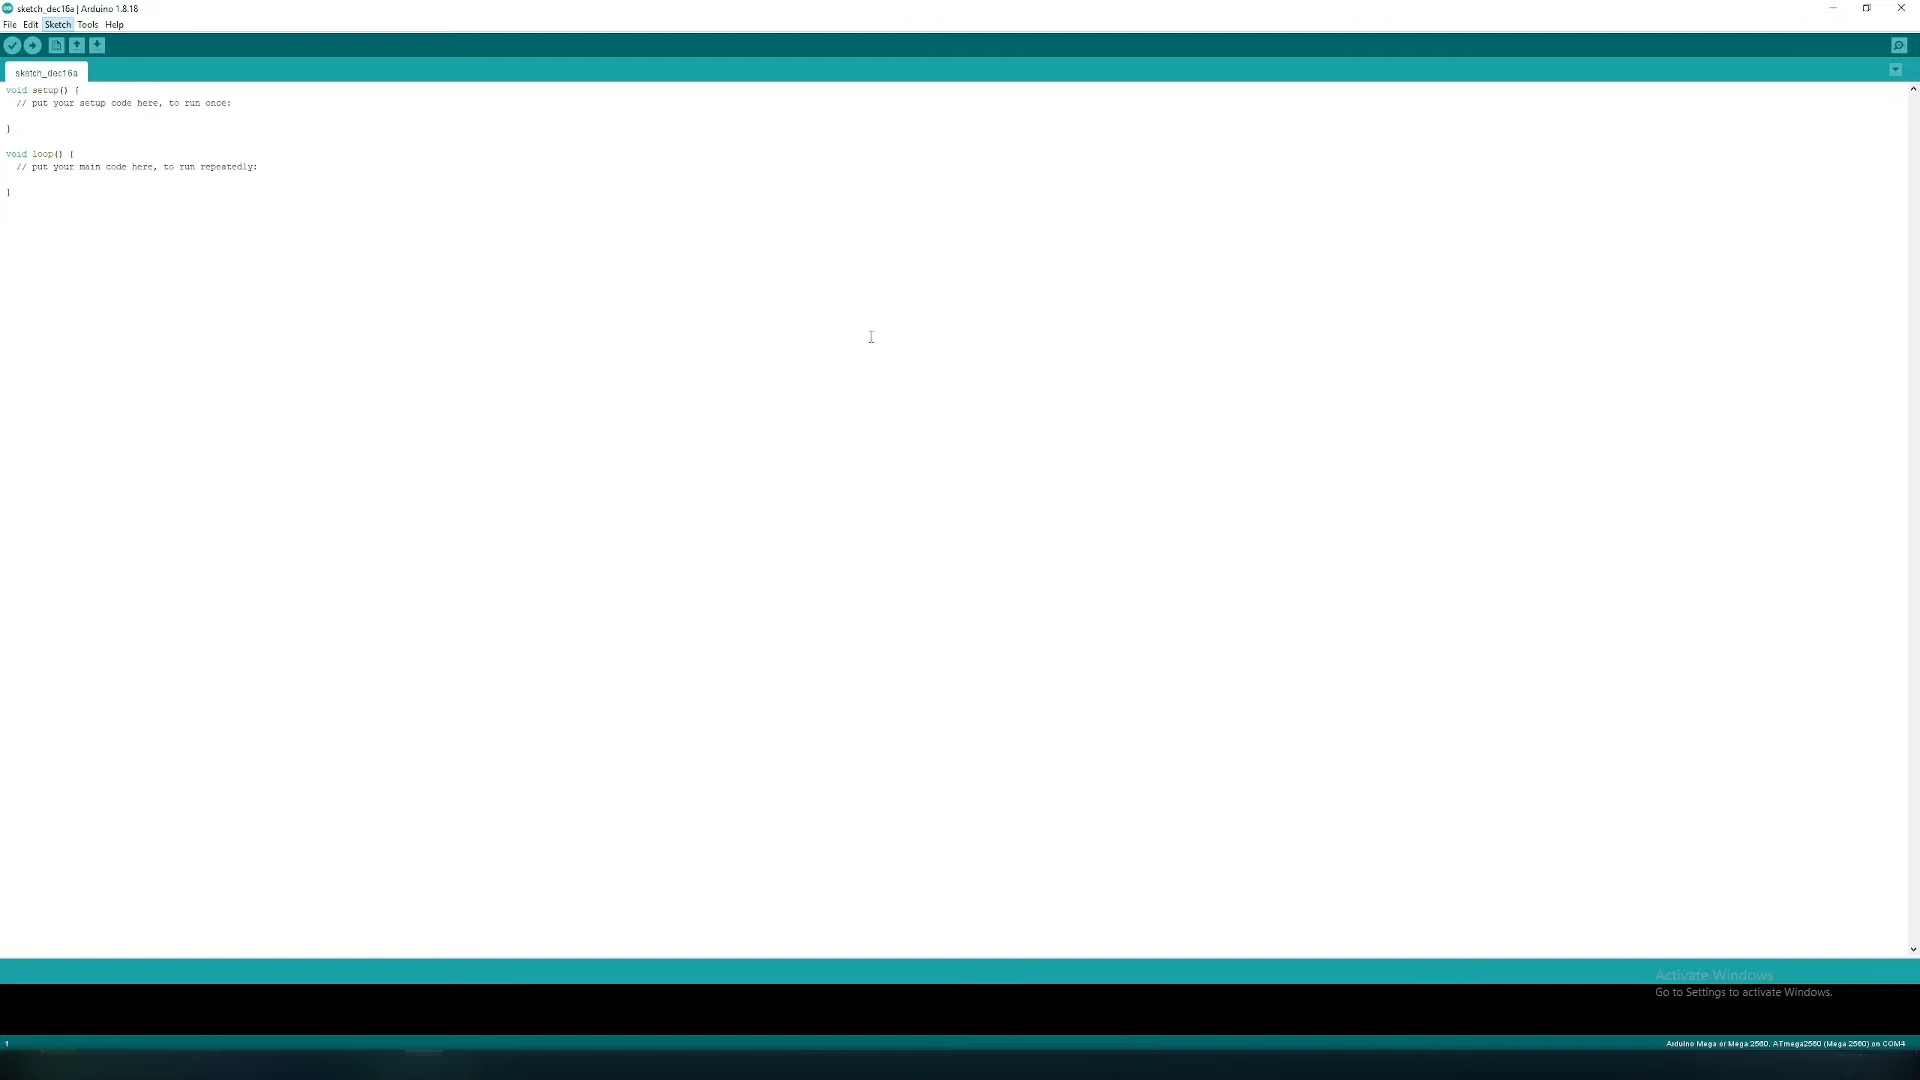 sketch_dec16a | Arduino 1.8.18
File Edit Sketch Tools Help
sketch_dec16a
void setup() {
// put your setup code here, to run once:
}
void loop() {
// put your main code here, to run repeatedly:
}
Activate Windows
Go to Settings to activate Windows.
1
Arduino Mega or Mega 2560, ATmega2560 (Mega 2560) on COM4